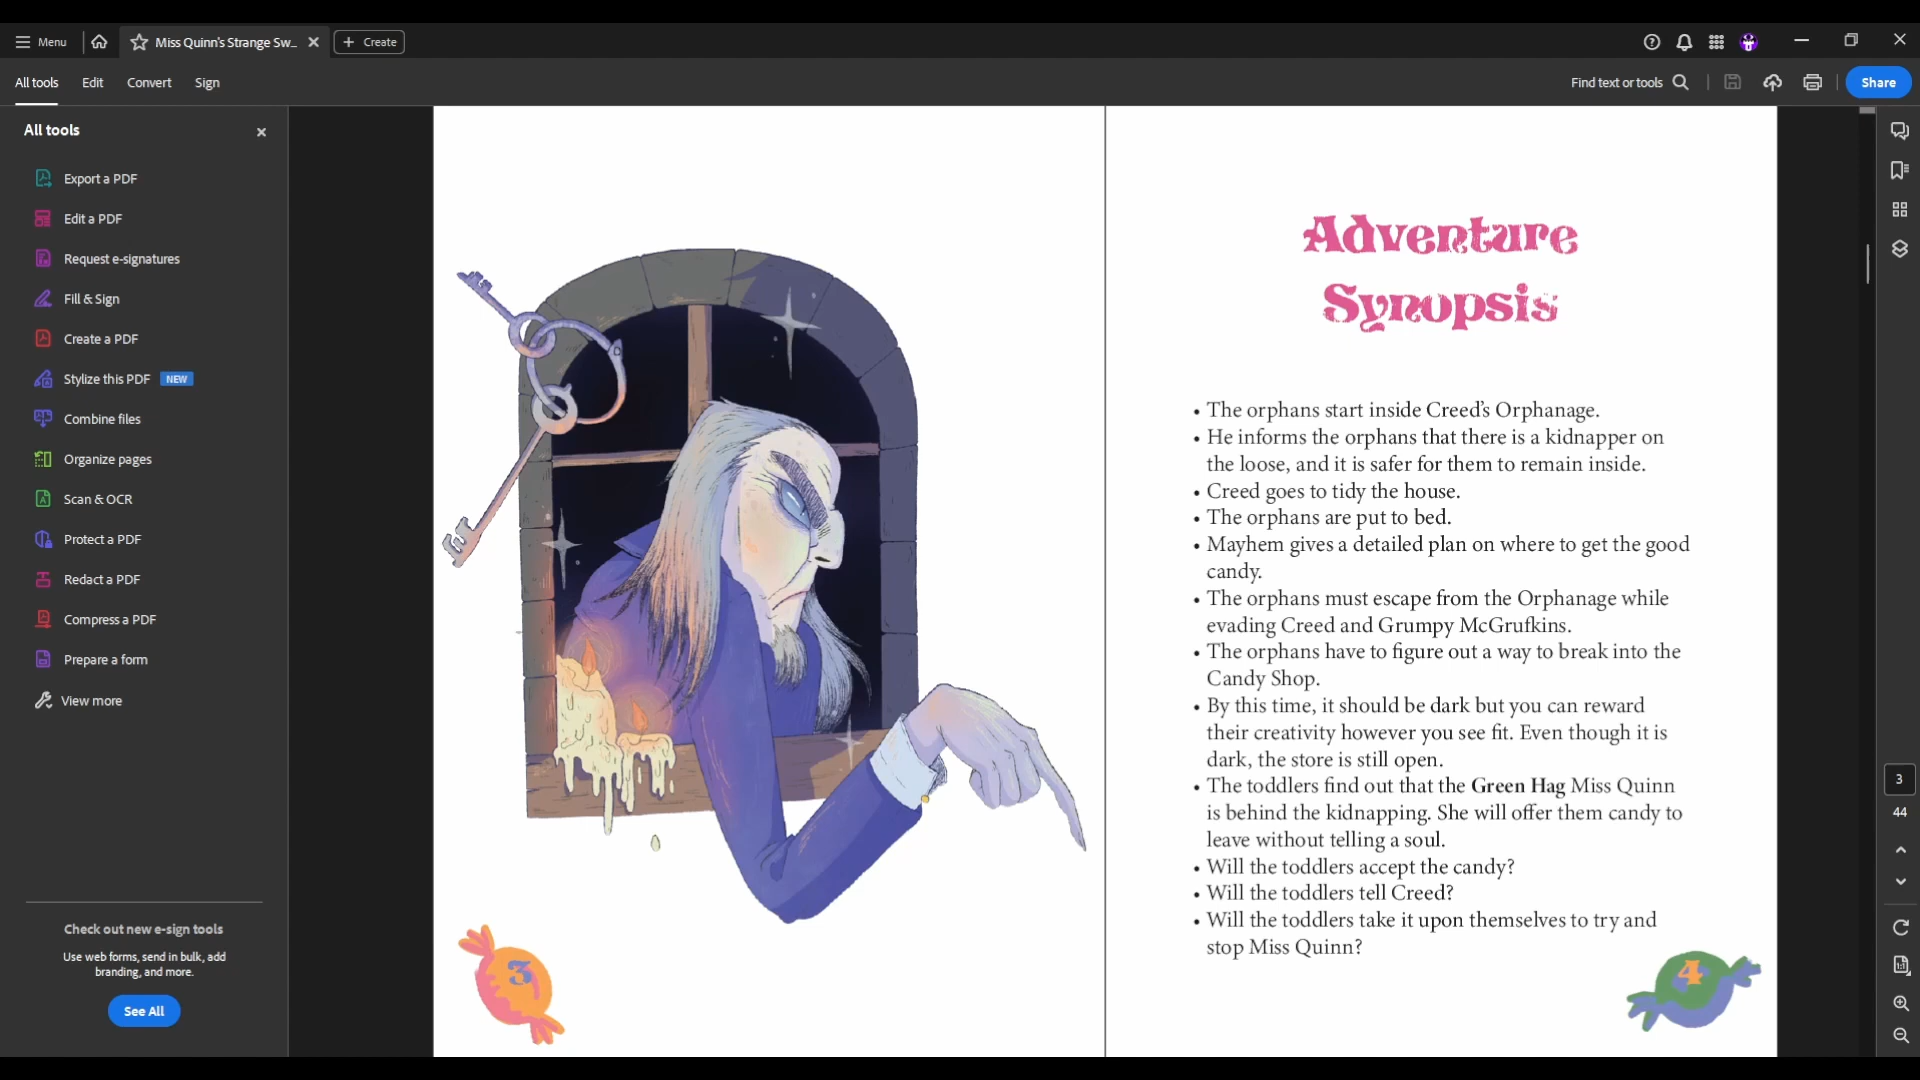 Menu
Miss Quinn's Strange Sw...
Create
All tools
Edit
Convert
Sign
Find text or tools
Share
All tools
Export a PDF
Edit a PDF
Request e-signatures
Fill & Sign
Create a PDF
Stylize this PDF NEW
Combine files
Organize pages
Scan & OCR
Protect a PDF
Redact a PDF
Compress a PDF
Prepare a form
View more
Check out new e-sign tools
Use web forms, send in bulk, add
branding, and more.
See All
3
Adventure
Synopsis
• The orphans start inside Creed's Orphanage.
• He informs the orphans that there is a kidnapper on
the loose, and it is safer for them to remain inside.
• Creed goes to tidy the house.
• The orphans are put to bed.
• Mayhem gives a detailed plan on where to get the good
candy.
• The orphans must escape from the Orphanage while
evading Creed and Grumpy McGrufkins.
• The orphans have to figure out a way to break into the
Candy Shop.
• By this time, it should be dark but you can reward
their creativity however you see fit. Even though it is
dark, the store is still open.
• The toddlers find out that the Green Hag Miss Quinn
is behind the kidnapping. She will offer them candy to
leave without telling a soul.
• Will the toddlers accept the candy?
• Will the toddlers tell Creed?
• Will the toddlers take it upon themselves to try and
stop Miss Quinn?
4
3
44